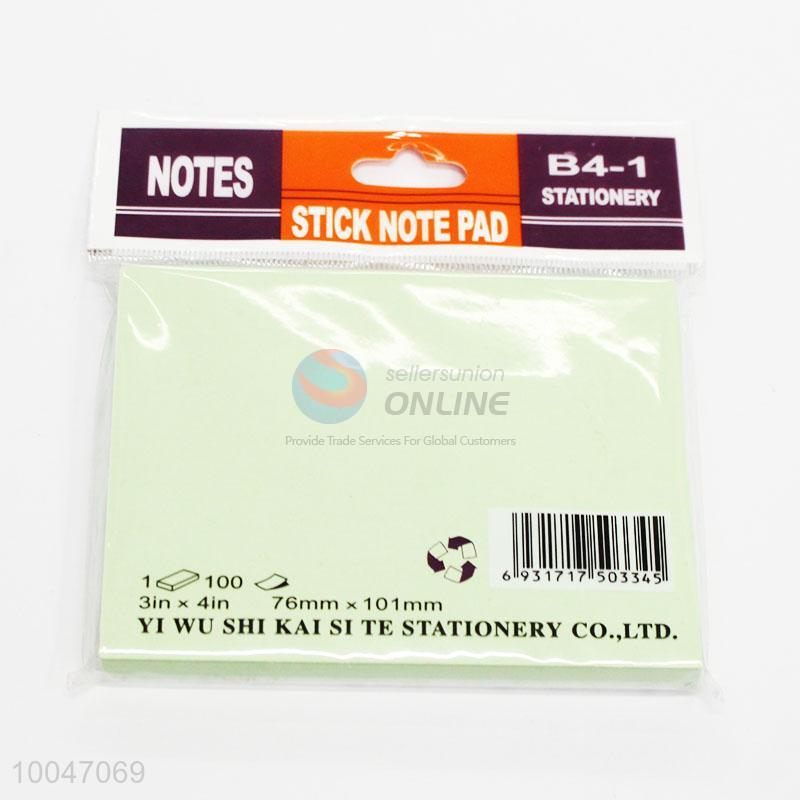 NOTES
STICK NOTE PAD
B4-1
STATIONERY
sellersunion
ONLINE
Provide Trade Services For Global Customers
6 931717 503345
1 100
3in × 4in 76mm × 101mm
YI WU SHI KAI SI TE STATIONERY CO.,LTD.
10047069